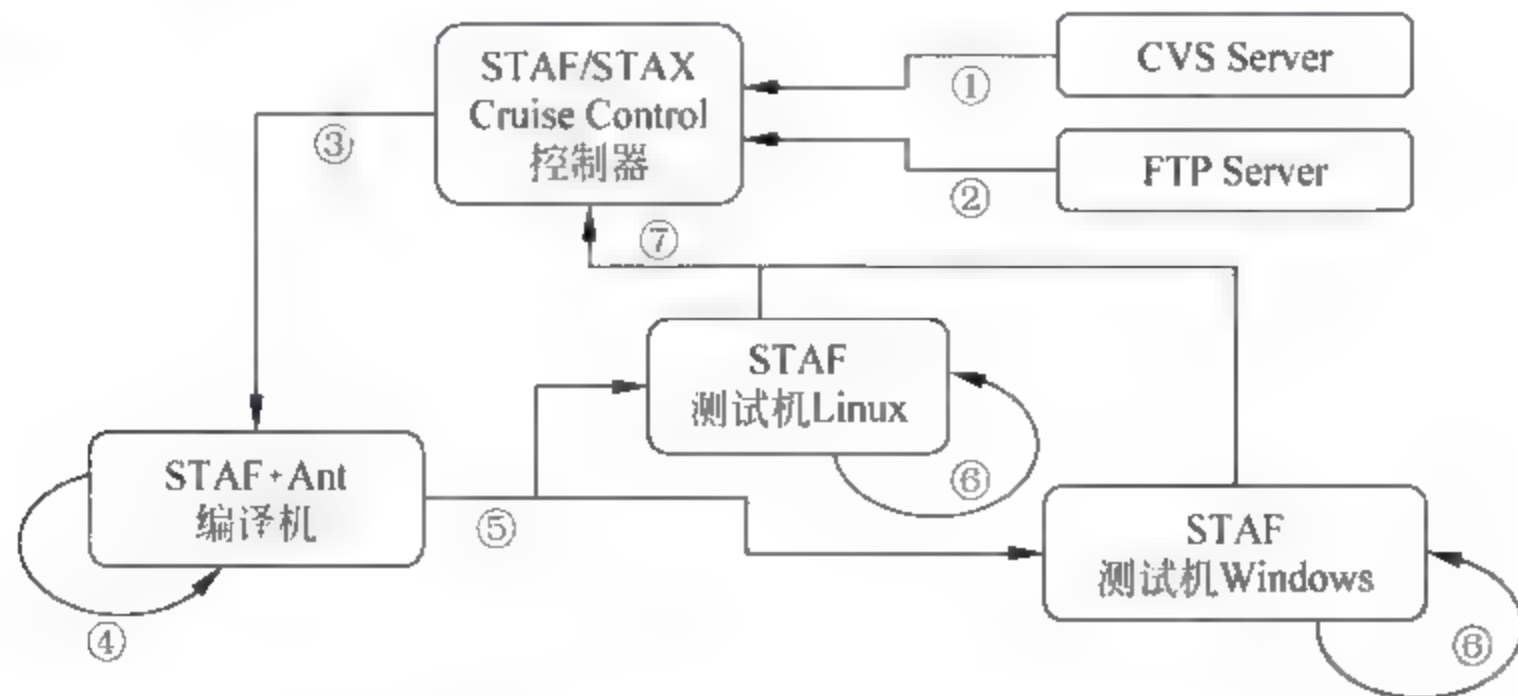 STAF/STAX
Cruise Control
控制器
①
CVS Server
②
FTP Server
③
⑦
STAF
测试机Linux
⑥
STAF+Ant
编译机
④
⑤
STAF
测试机Windows
⑥